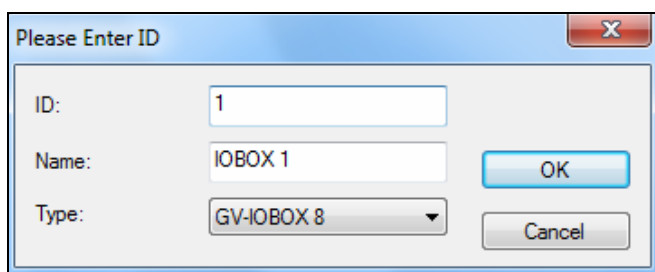 Please Enter ID
ID:
1
Name:
IOBOX 1
OK
Type:
GV-IOBOX 8
Cancel